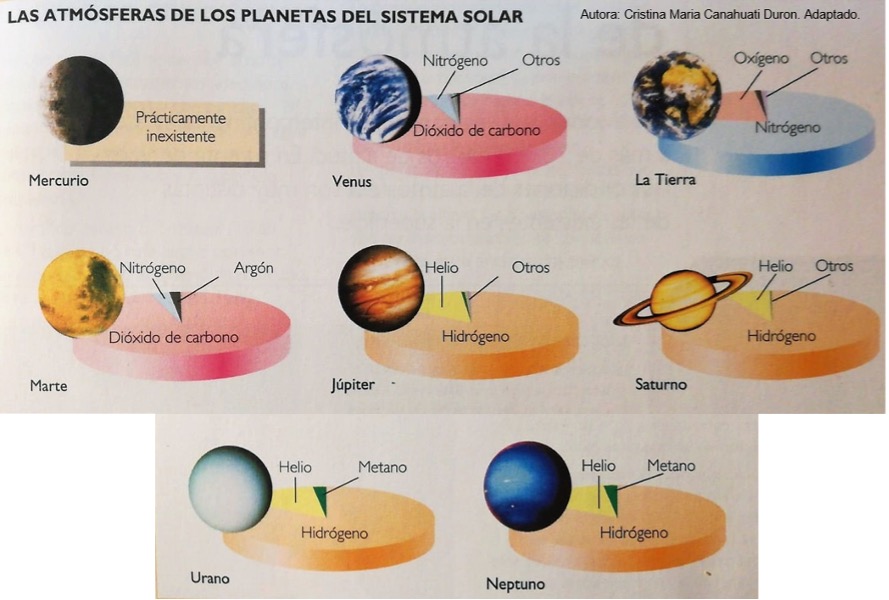 LAS ATMÓSFERAS DE LOS PLANETAS DEL SISTEMA SOLAR
Autora: Cristina Maria Canahuati Duron. Adaptado.
Prácticamente
inexistente
Mercurio
Nitrógeno
Otros
Dióxido de carbono
Venus
Oxígeno
Otros
Nitrógeno
La Tierra
Nitrógeno
Argón
Dióxido de carbono
Marte
Helio
Otros
Hidrógeno
Júpiter
Helio
Otros
Hidrógeno
Saturno
Helio
Metano
Hidrógeno
Urano
Helio
Metano
Hidrógeno
Neptuno